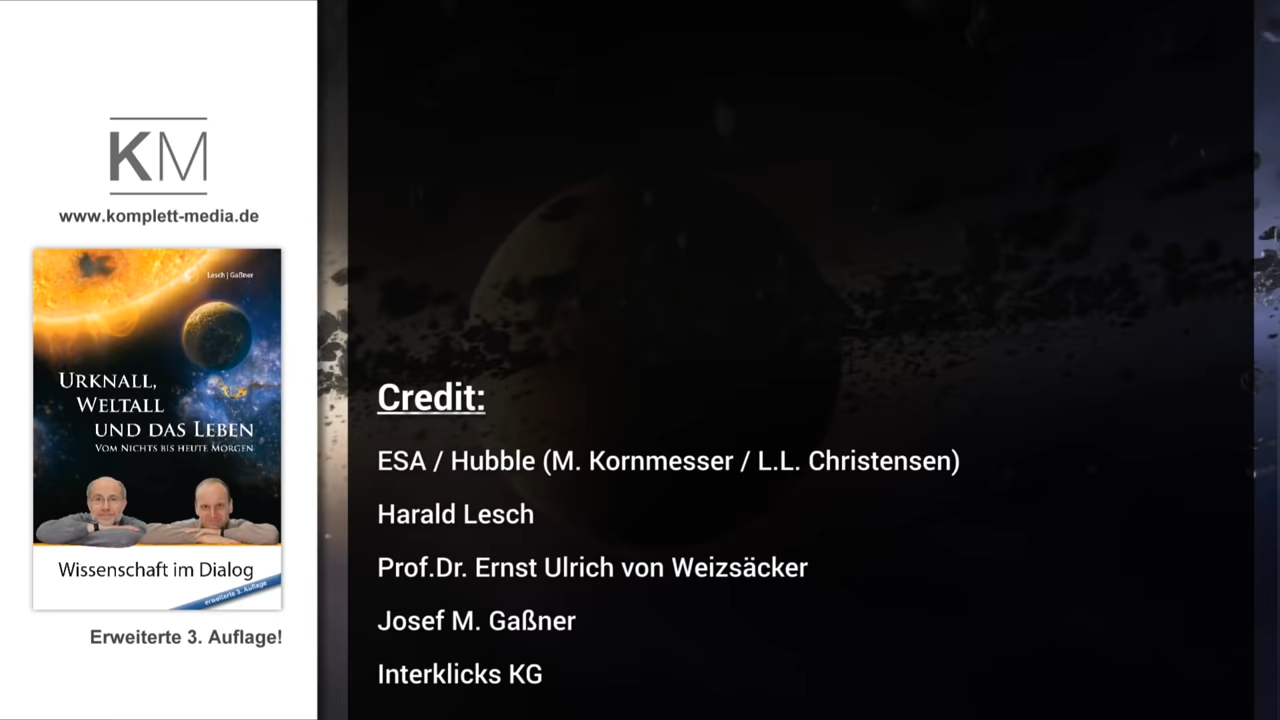 KM
www.komplett-media.de
Lesch | Gaßner
URKNALL,
WELTALL
UND DAS LEBEN
VOM NICHTS BIS HEUTE MORGEN
Wissenschaft im Dialog
erweiterte 3. Auflage
Erweiterte 3. Auflage!
Credit:
ESA / Hubble (M. Kornmesser / L.L. Christensen)
Harald Lesch
Prof.Dr. Ernst Ulrich von Weizsäcker
Josef M. Gaßner
Interklicks KG